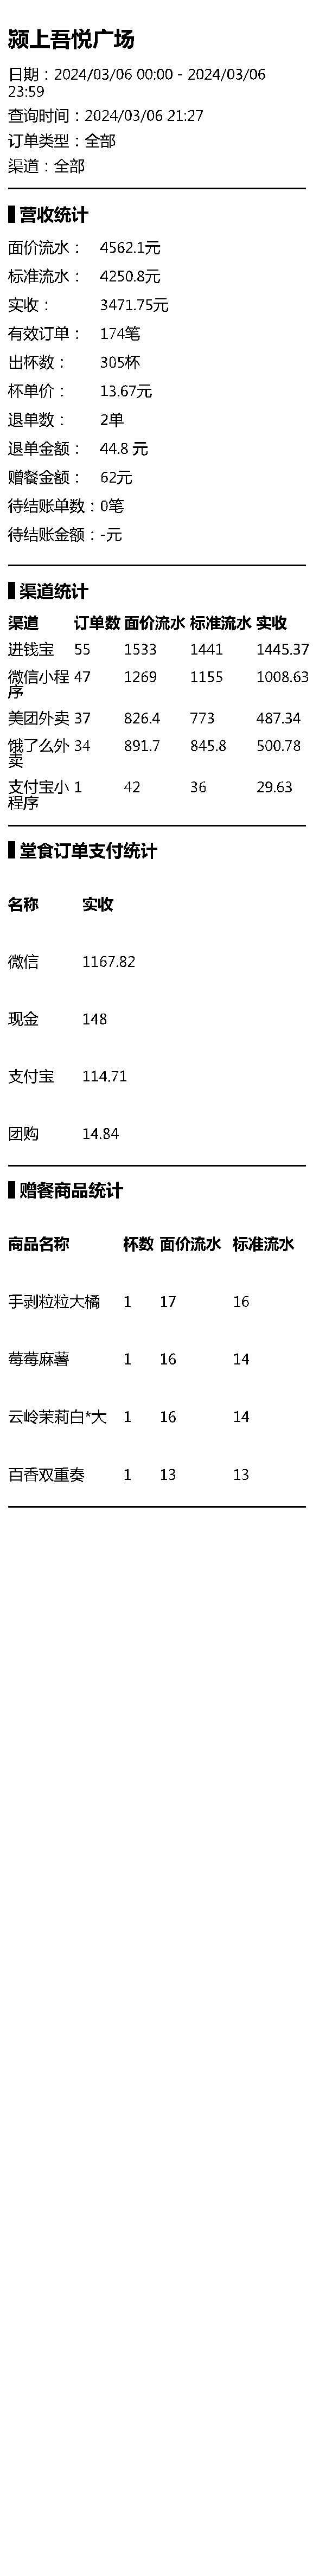 颍上吾悦广场
日期：2024/03/06 00:00 - 2024/03/06
23:59
查询时间：2024/03/06 21:27
订单类型：全部
渠道：全部
营收统计
面价流水： 4562.1元
标准流水： 4250.8元
实收： 3471.75元
有效订单： 174笔
出杯数： 305杯
杯单价： 13.67元
退单数： 2单
退单金额： 44.8 元
赠餐金额： 62元
待结账单数：0笔
待结账金额：-元
渠道统计
渠道 订单数 面价流水 标准流水 实收
进钱宝 55 1533 1441 1445.37
微信小程 47 1269 1155 1008.63
序
美团外卖 37 826.4 773 487.34
饿了么外 34 891.7 845.8 500.78
卖
支付宝小 1 42 36 29.63
程序
堂食订单支付统计
名称 实收
微信 1167.82
现金 148
支付宝 114.71
团购 14.84
赠餐商品统计
商品名称 杯数 面价流水 标准流水
手剥粒粒大橘 1 17 16
莓莓麻薯 1 16 14
云岭茉莉白*大 1 16 14
百香双重奏 1 13 13